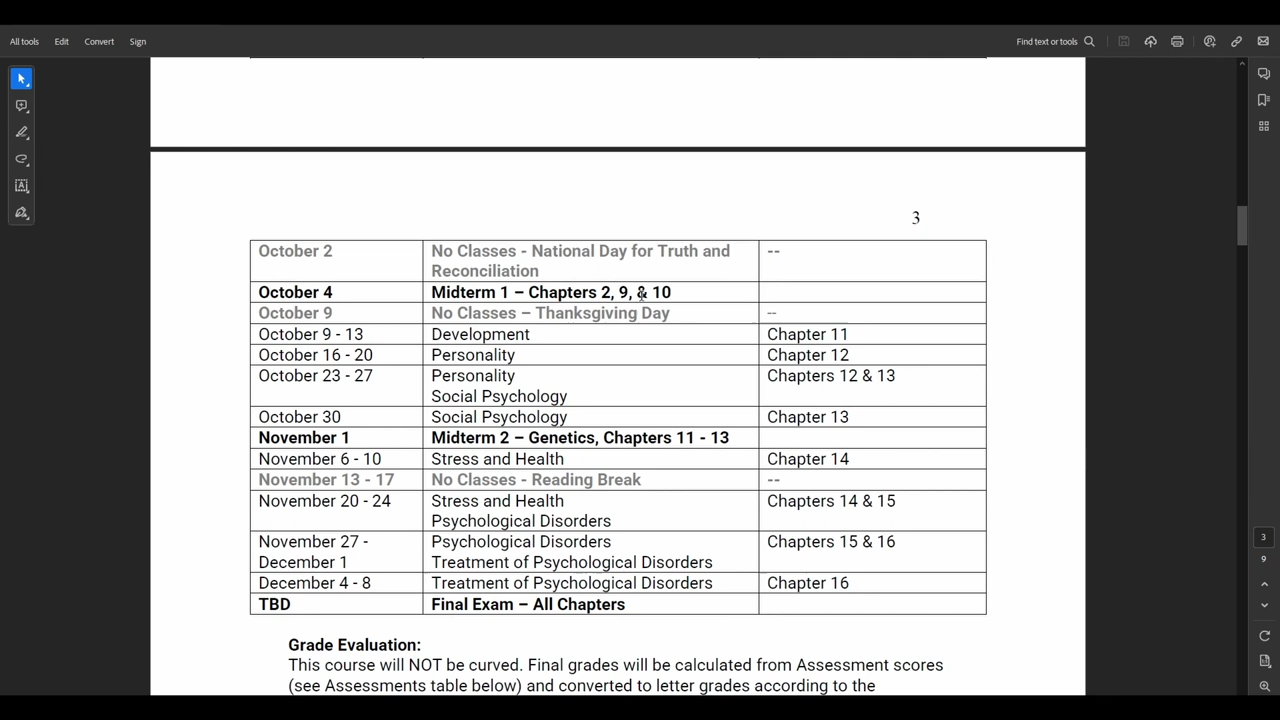 All tools Edit Convert Sign Find text or tools
3
October 2 No Classes - National Day for Truth and --
Reconciliation
October 4 Midterm 1 – Chapters 2, 9, & 10
October 9 No Classes – Thanksgiving Day --
October 9 - 13 Development Chapter 11
October 16 - 20 Personality Chapter 12
October 23 - 27 Personality Chapters 12 & 13
Social Psychology
October 30 Social Psychology Chapter 13
November 1 Midterm 2 – Genetics, Chapters 11 - 13
November 6 - 10 Stress and Health Chapter 14
November 13 - 17 No Classes - Reading Break --
November 20 - 24 Stress and Health Chapters 14 & 15
Psychological Disorders
November 27 - Psychological Disorders Chapters 15 & 16
December 1 Treatment of Psychological Disorders
December 4 - 8 Treatment of Psychological Disorders Chapter 16
TBD Final Exam – All Chapters
Grade Evaluation:
This course will NOT be curved. Final grades will be calculated from Assessment scores
(see Assessments table below) and converted to letter grades according to the
3
9